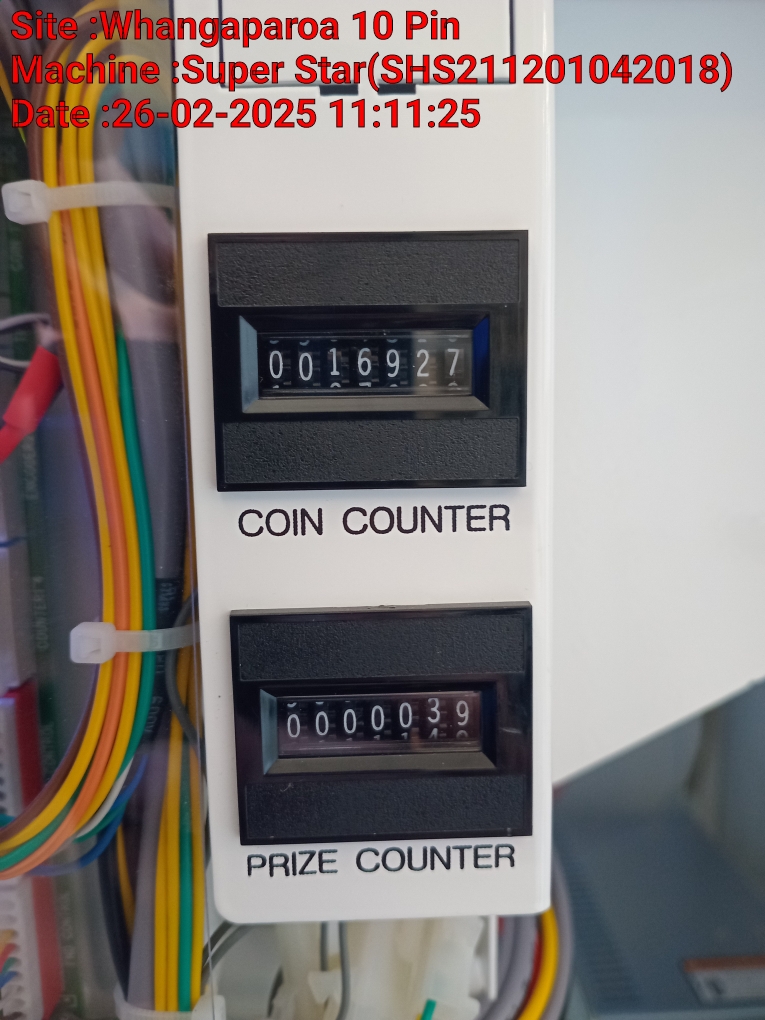 Site :Whangaparoa 10 Pin
Machine :Super Star(SHS211201042018)
Date :26-02-2025 11:11:25
0016927
COIN COUNTER
0000039
PRIZE COUNTER